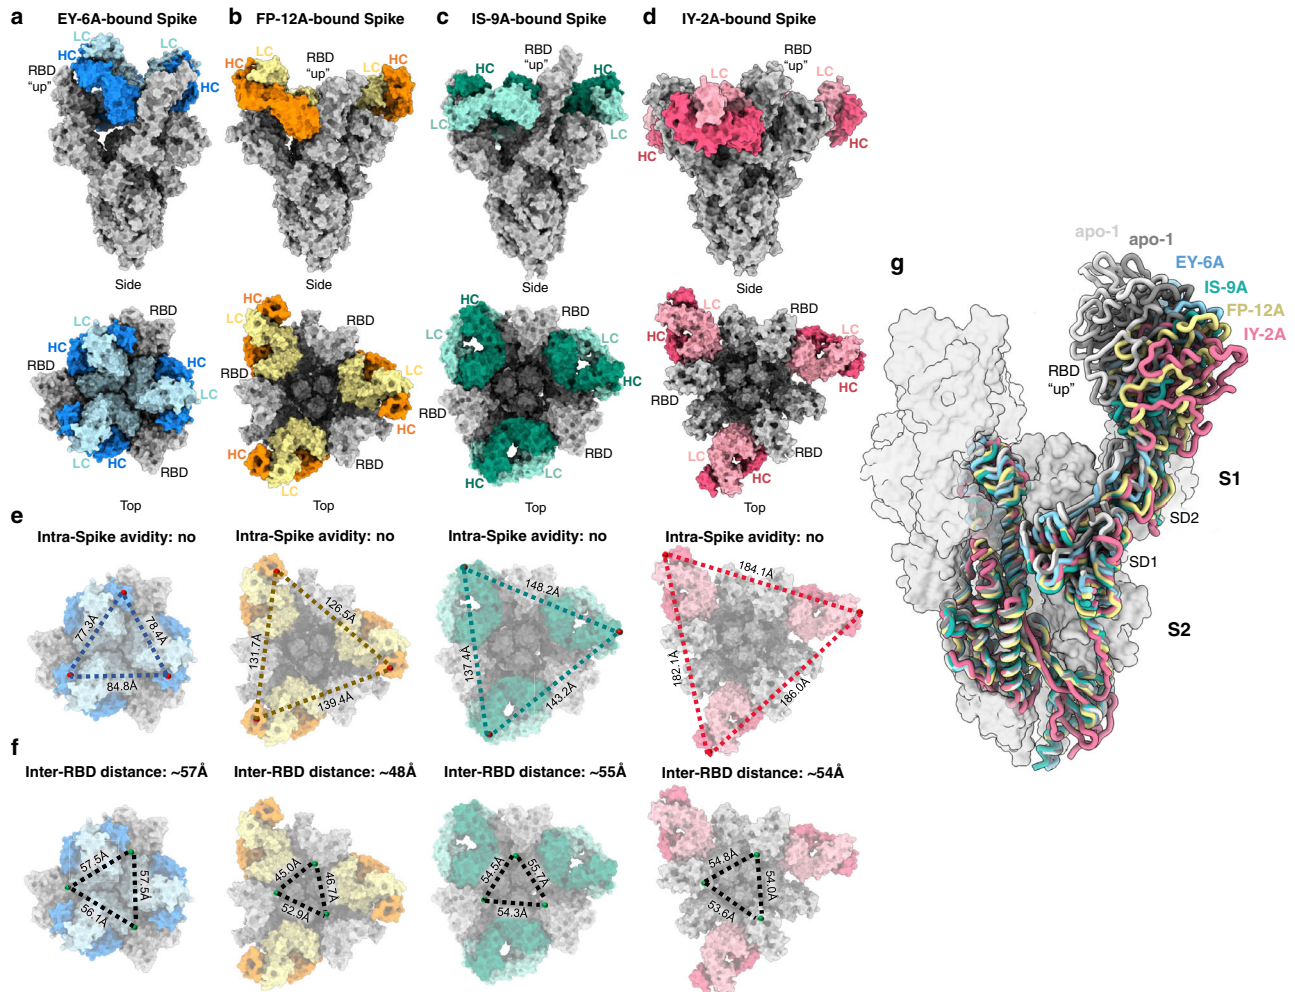 a EY-6A-bound Spike
LC
HC
RBD
“up”
LC
HC
Side
RBD
HC
RBD
HC
LC
LC
HC
RBD
b FP-12A-bound Spike
LC
HC
RBD
“up”
HC
LC
Side
HC
RBD
LC
RBD
LC
HC
HC
LC
Top
c IS-9A-bound Spike
HC
RBD
“up”
HC
LC
LC
Side
HC
RBD
LC
HC
RBD
LC
RBD
HC
Top
d IY-2A-bound Spike
LC
RBD
“up”
LC
HC
HC
Side
LC
RBD
HC
LC
HC
RBD
LC
RBD
HC
Top
Top
e
Intra-Spike avidity: no
77.3Å
78.4Å
84.8Å
Intra-Spike avidity: no
126.5Å
131.7Å
139.4Å
Intra-Spike avidity: no
148.2Å
137.4Å
143.2Å
Intra-Spike avidity: no
184.1Å
182.1Å
186.0Å
f
Inter-RBD distance: ~57Å
57.5Å
57.5Å
56.1Å
Inter-RBD distance: ~48Å
45.0Å
46.7Å
52.9Å
Inter-RBD distance: ~55Å
54.5Å
55.7Å
54.3Å
Inter-RBD distance: ~54Å
54.8Å
54.0Å
53.6Å
g
apo-1
apo-1
EY-6A
IS-9A
FP-12A
IY-2A
RBD
“up”
S1
SD2
SD1
S2